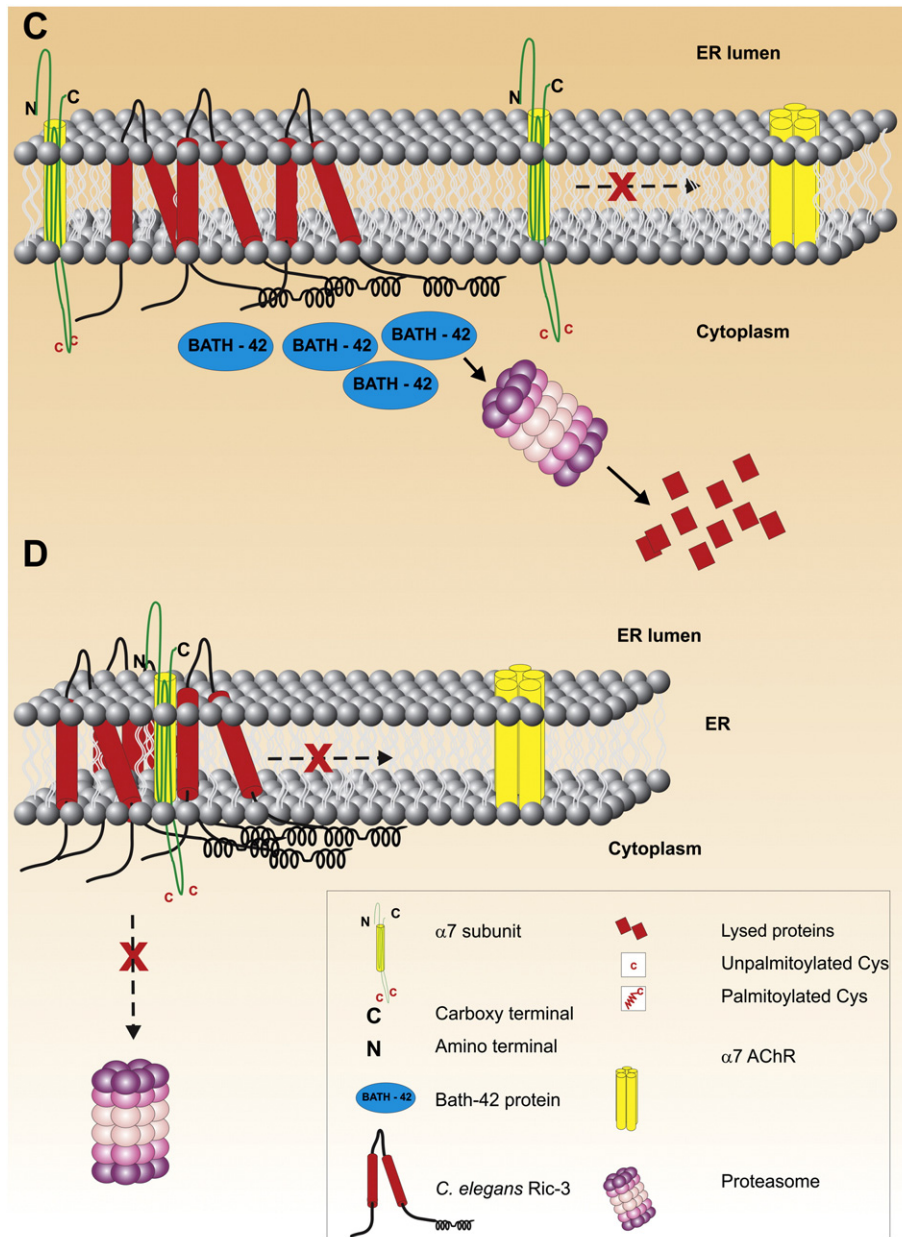 C
ER lumen
N C
N C
X
C C
C C
Cytoplasm
BATH - 42
BATH - 42
BATH - 42
BATH - 42
D
ER lumen
N C
ER
X
Cytoplasm
C C
X
N C
α7 subunit
C C
Lysed proteins
C Unpalmitoylated Cys
C Palmitoylated Cys
C Carboxy terminal
N Amino terminal
α7 AChR
BATH - 42 Bath-42 protein
C. elegans Ric-3
Proteasome